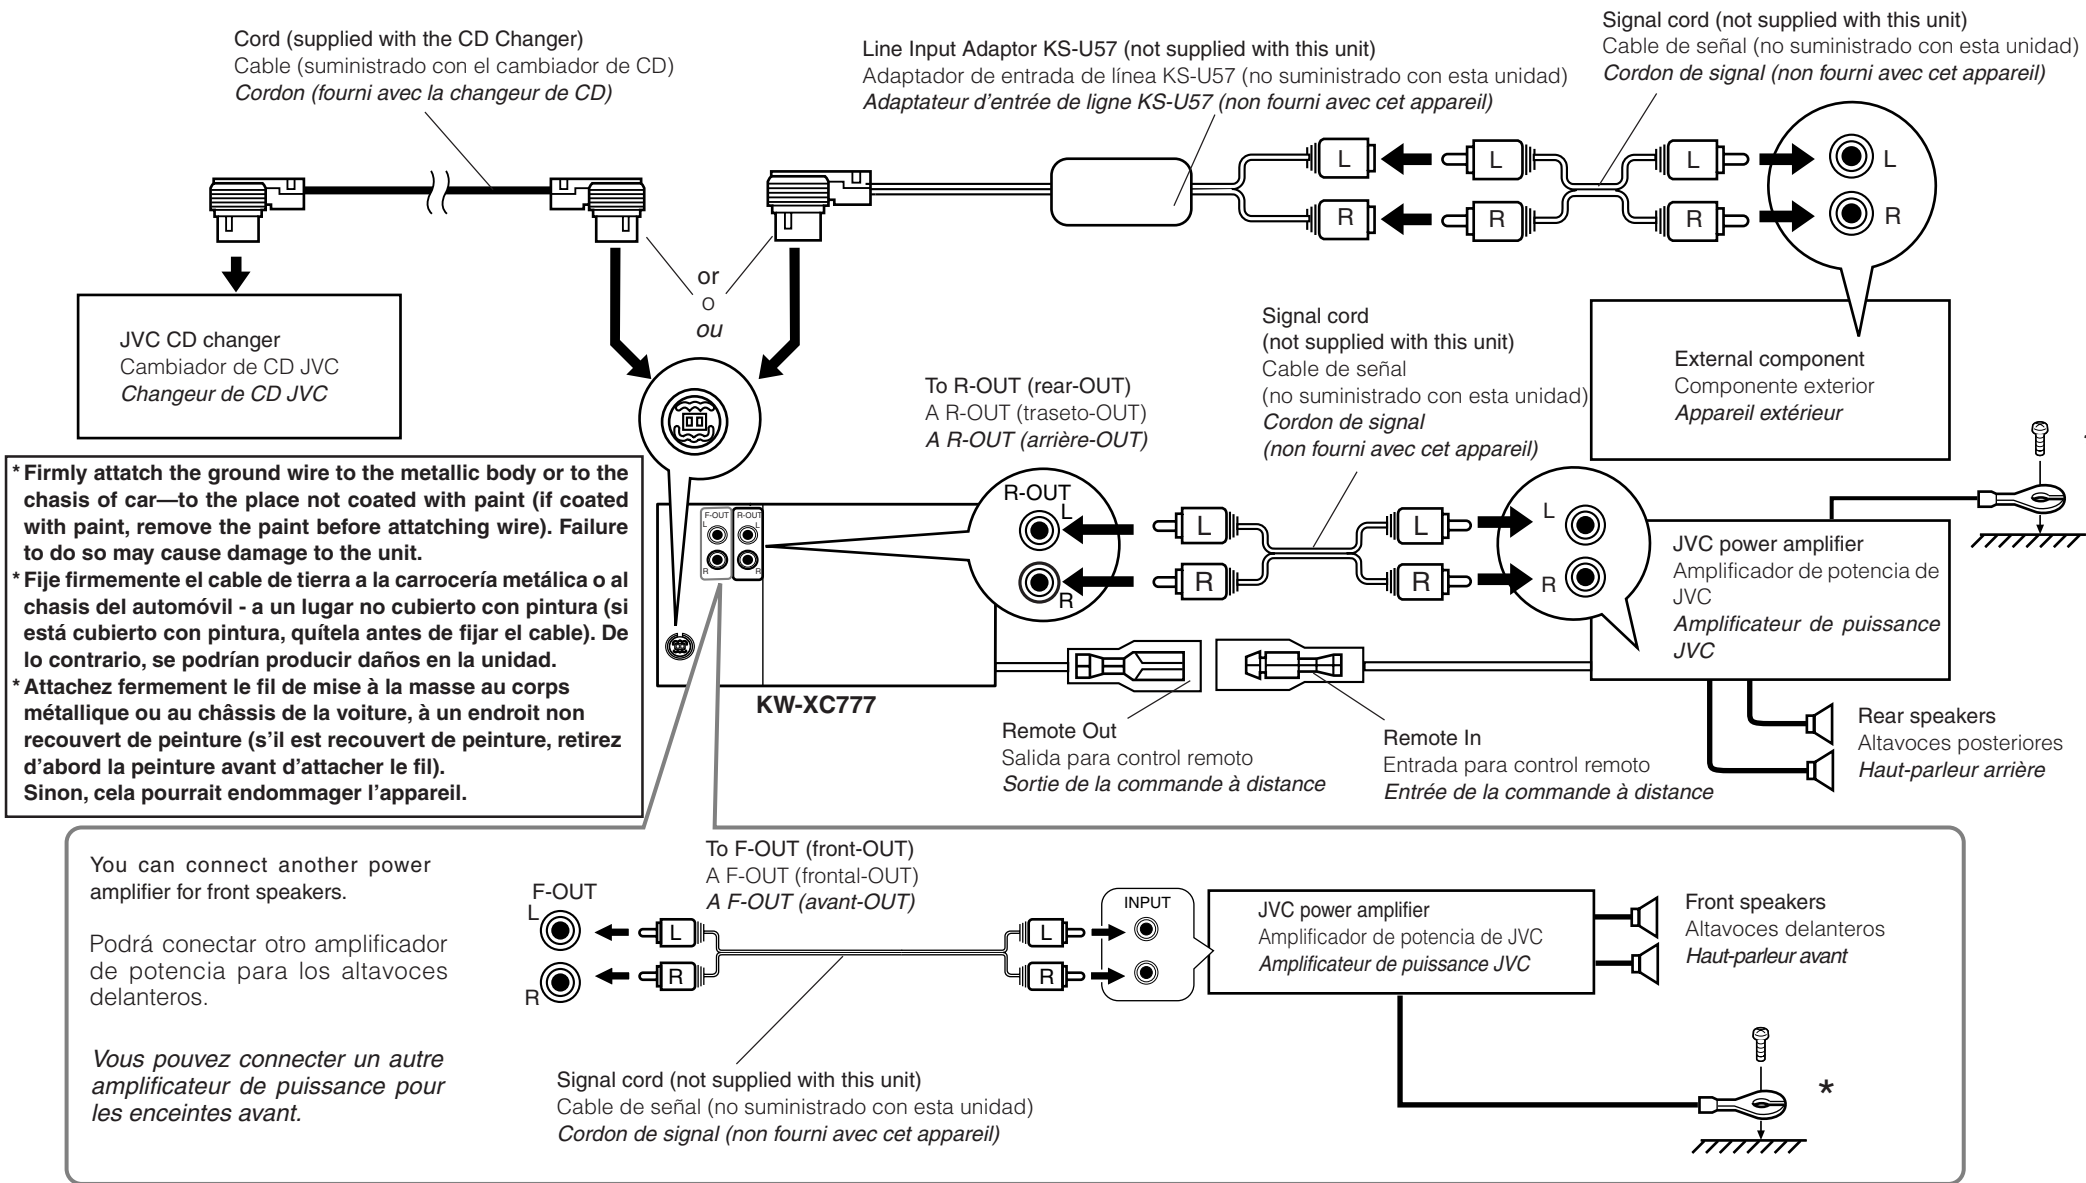 Cord (supplied with the CD Changer)
Cable (suministrado con el cambiador de CD)
Cordon (fourni avec la changeur de CD)
Line Input Adaptor KS-U57 (not supplied with this unit)
Adaptador de entrada de línea KS-U57 (no suministrado con esta unidad)
Adaptateur d'entrée de ligne KS-U57 (non fourni avec cet appareil)
Signal cord (not supplied with this unit)
Cable de señal (no suministrado con esta unidad)
Cordon de signal (non fourni avec cet appareil)
L
L
L
L
R
R
R
R
or
o
ou
JVC CD changer
Cambiador de CD JVC
Changeur de CD JVC
External component
Componente exterior
Appareil extérieur
To R-OUT (rear-OUT)
A R-OUT (traseto-OUT)
A R-OUT (arrière-OUT)
Signal cord
(not supplied with this unit)
Cable de señal
(no suministrado con esta unidad)
Cordon de signal
(non fourni avec cet appareil)
* Firmly attatch the ground wire to the metallic body or to the
chasis of car—to the place not coated with paint (if coated
with paint, remove the paint before attatching wire). Failure
to do so may cause damage to the unit.
* Fije firmemente el cable de tierra a la carrocería metálica o al
chasis del automóvil - a un lugar no cubierto con pintura (si
está cubierto con pintura, quítela antes de fijar el cable). De
lo contrario, se podrían producir daños en la unidad.
* Attachez fermement le fil de mise à la masse au corps
métallique ou au châssis de la voiture, à un endroit non
recouvert de peinture (s'il est recouvert de peinture, retirez
d'abord la peinture avant d'attacher le fil).
Sinon, cela pourrait endommager l'appareil.
F-OUT
L
R
R-OUT
L
R
KW-XC777
R-OUT
L
R
L
L
L
R
R
R
JVC power amplifier
Amplificador de potencia de
JVC
Amplificateur de puissance
JVC
Remote Out
Salida para control remoto
Sortie de la commande à distance
Remote In
Entrada para control remoto
Entrée de la commande à distance
Rear speakers
Altavoces posteriores
Haut-parleur arrière
You can connect another power
amplifier for front speakers.
Podrá conectar otro amplificador
de potencia para los altavoces
delanteros.
Vous pouvez connecter un autre
amplificateur de puissance pour
les enceintes avant.
To F-OUT (front-OUT)
A F-OUT (frontal-OUT)
A F-OUT (avant-OUT)
F-OUT
L
R
L
R
L
R
INPUT
JVC power amplifier
Amplificador de potencia de JVC
Amplificateur de puissance JVC
Front speakers
Altavoces delanteros
Haut-parleur avant
Signal cord (not supplied with this unit)
Cable de señal (no suministrado con esta unidad)
Cordon de signal (non fourni avec cet appareil)
*